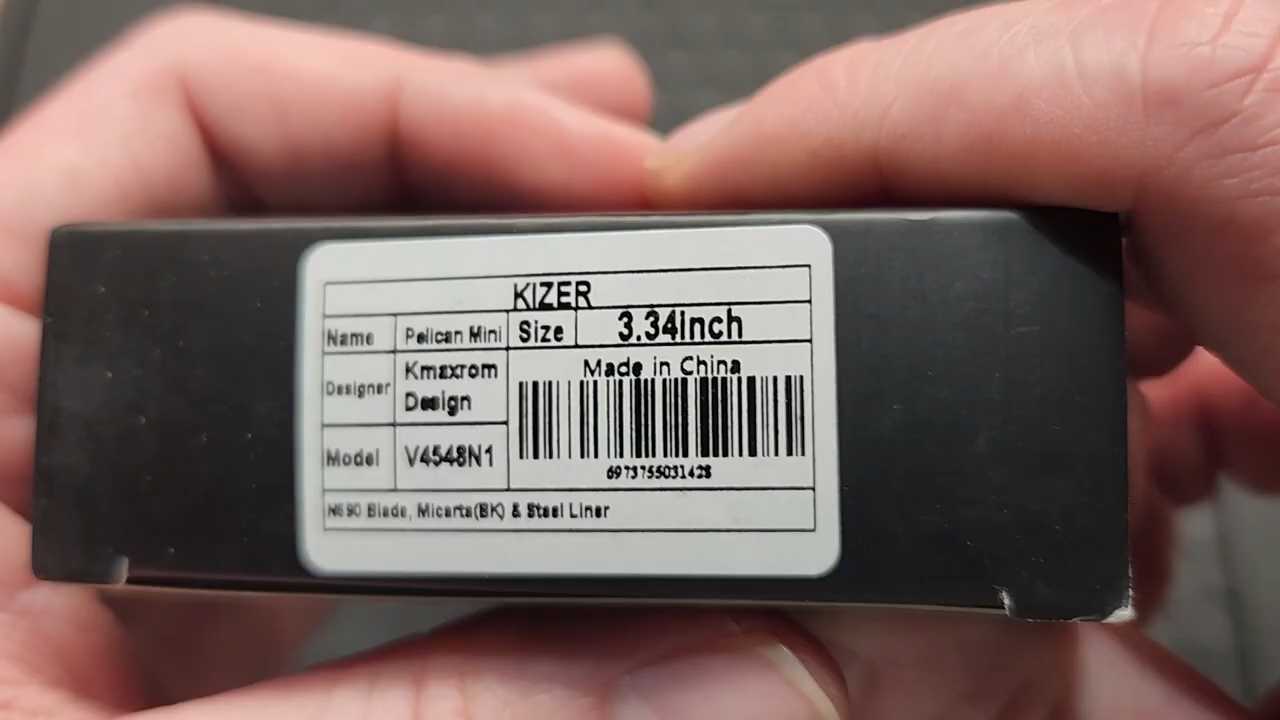 KIZER
Name Pelican Mini Size 3.34Inch
Designer Kmaxrom Design
Made in China
Model V4548N1
6973755031428
N690 Blade, Micarta(BK) & Steel Liner